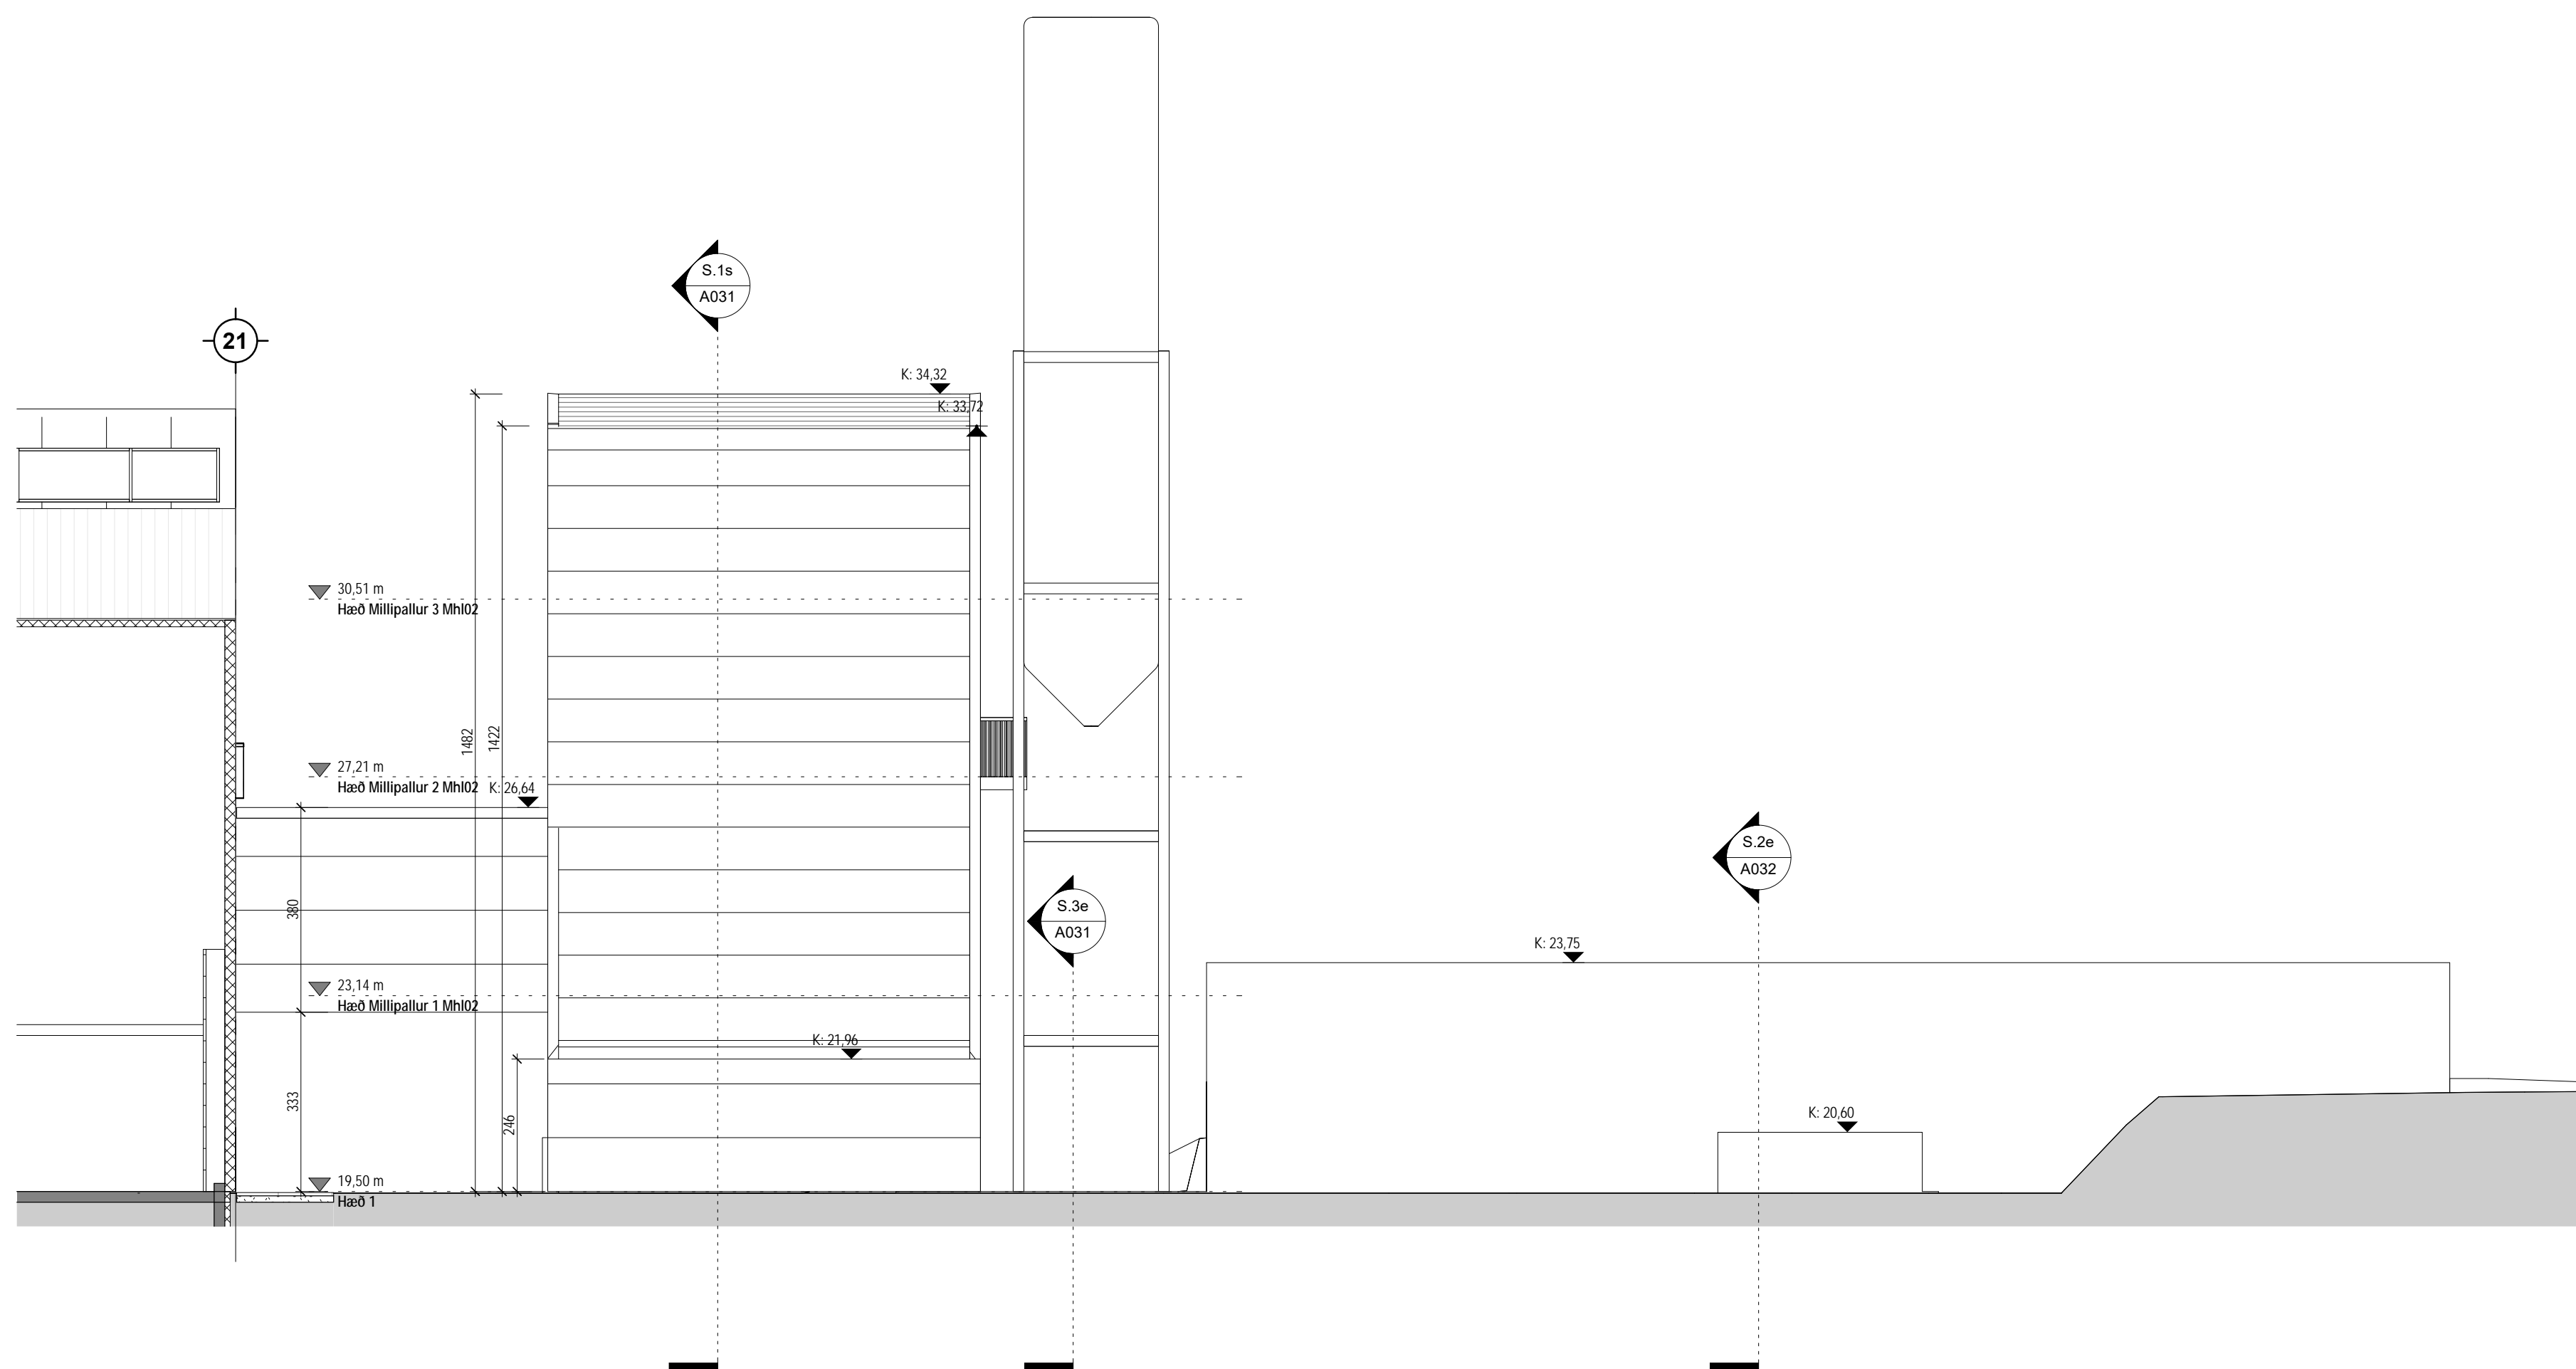 S.1s
A031
21
K: 34,32
K: 33,72
30,51 m
Hæð Millipallur 3 Mhl02
1482
1422
27,21 m
Hæð Millipallur 2 Mhl02
K: 26,64
S.2e
A032
380
S.3e
A031
K: 23,75
23,14 m
Hæð Millipallur 1 Mhl02
K: 21,96
333
246
K: 20,60
19,50 m
Hæð 1